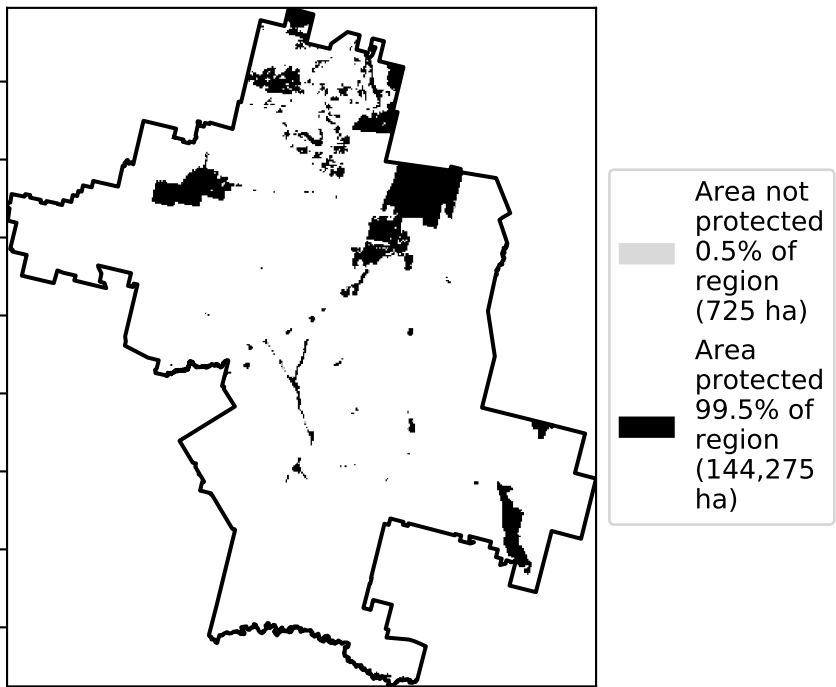 Area not
protected
0.5% of
region
(725 ha)
Area
protected
99.5% of
region
(144,275
ha)